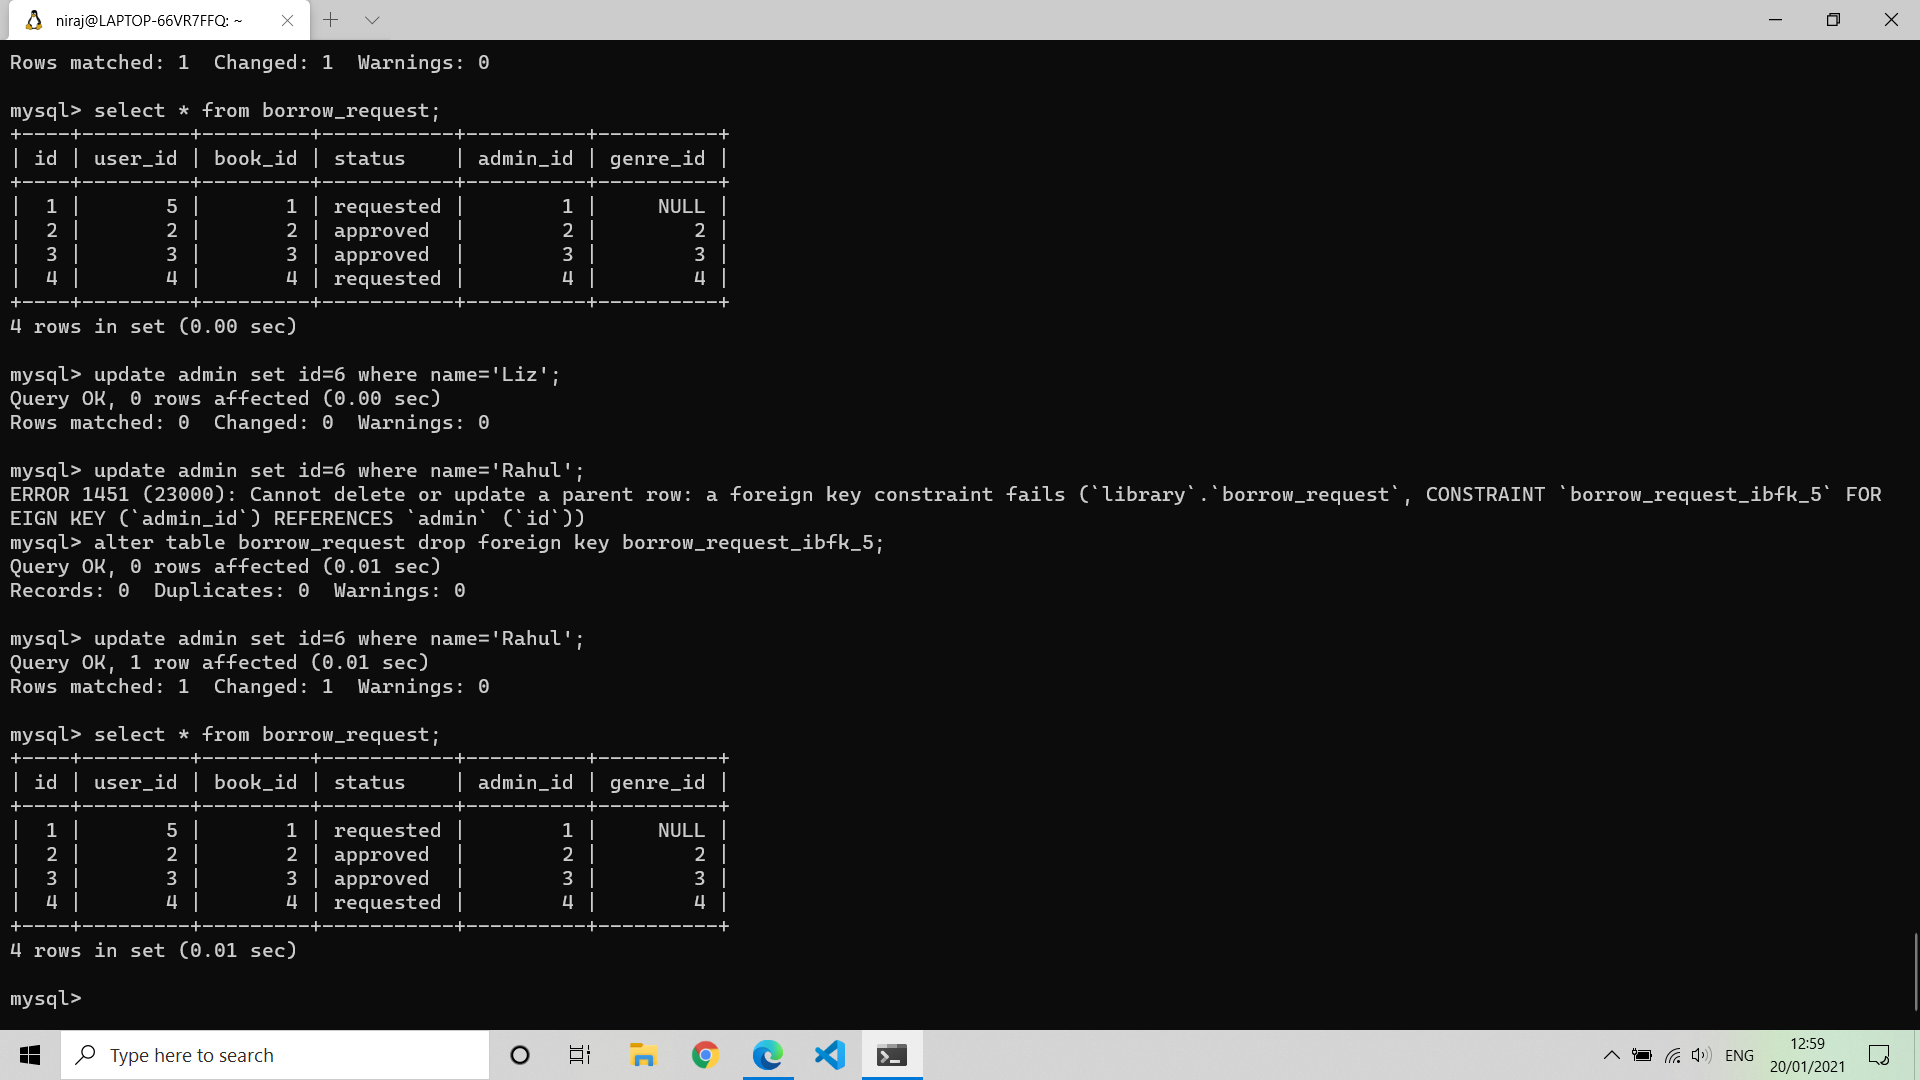 niraj@LAPTOP-66VR7FFQ: ~
Rows matched: 1  Changed: 1  Warnings: 0
mysql> select * from borrow_request;
+----+---------+---------+-----------+----------+----------+
| id | user_id | book_id | status    | admin_id | genre_id |
+----+---------+---------+-----------+----------+----------+
|  1 |       5 |       1 | requested |        1 |     NULL |
|  2 |       2 |       2 | approved  |        2 |        2 |
|  3 |       3 |       3 | approved  |        3 |        3 |
|  4 |       4 |       4 | requested |        4 |        4 |
+----+---------+---------+-----------+----------+----------+
4 rows in set (0.00 sec)
mysql> update admin set id=6 where name='Liz';
Query OK, 0 rows affected (0.00 sec)
Rows matched: 0  Changed: 0  Warnings: 0
mysql> update admin set id=6 where name='Rahul';
ERROR 1451 (23000): Cannot delete or update a parent row: a foreign key constraint fails (`library`.`borrow_request`, CONSTRAINT `borrow_request_ibfk_5` FOR
EIGN KEY (`admin_id`) REFERENCES `admin` (`id`))
mysql> alter table borrow_request drop foreign key borrow_request_ibfk_5;
Query OK, 0 rows affected (0.01 sec)
Records: 0  Duplicates: 0  Warnings: 0
mysql> update admin set id=6 where name='Rahul';
Query OK, 1 row affected (0.01 sec)
Rows matched: 1  Changed: 1  Warnings: 0
mysql> select * from borrow_request;
+----+---------+---------+-----------+----------+----------+
| id | user_id | book_id | status    | admin_id | genre_id |
+----+---------+---------+-----------+----------+----------+
|  1 |       5 |       1 | requested |        1 |     NULL |
|  2 |       2 |       2 | approved  |        2 |        2 |
|  3 |       3 |       3 | approved  |        3 |        3 |
|  4 |       4 |       4 | requested |        4 |        4 |
+----+---------+---------+-----------+----------+----------+
4 rows in set (0.01 sec)
mysql>
Type here to search
ENG
12:59
20/01/2021